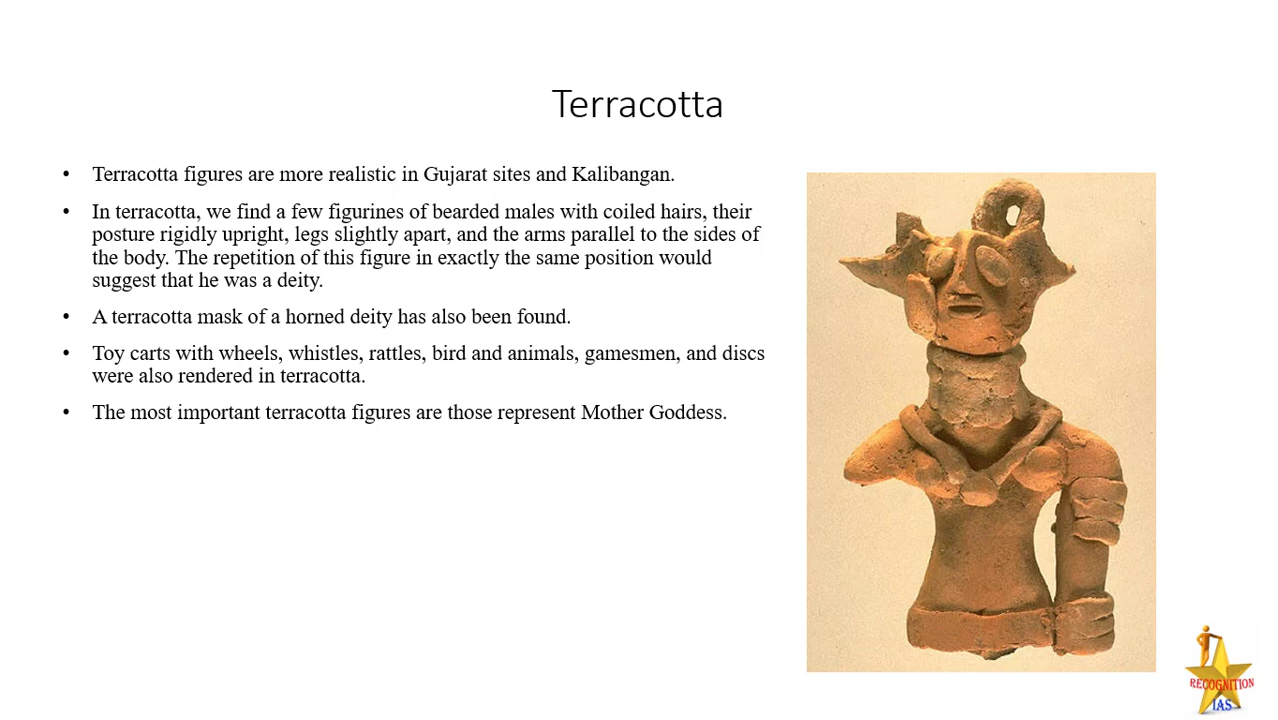 Terracotta
• Terracotta figures are more realistic in Gujarat sites and Kalibangan.
• In terracotta, we find a few figurines of bearded males with coiled hairs, their
posture rigidly upright, legs slightly apart, and the arms parallel to the sides of
the body. The repetition of this figure in exactly the same position would
suggest that he was a deity.
• A terracotta mask of a horned deity has also been found.
• Toy carts with wheels, whistles, rattles, bird and animals, gamesmen, and discs
were also rendered in terracotta.
• The most important terracotta figures are those represent Mother Goddess.
RECOGNITION
IAS